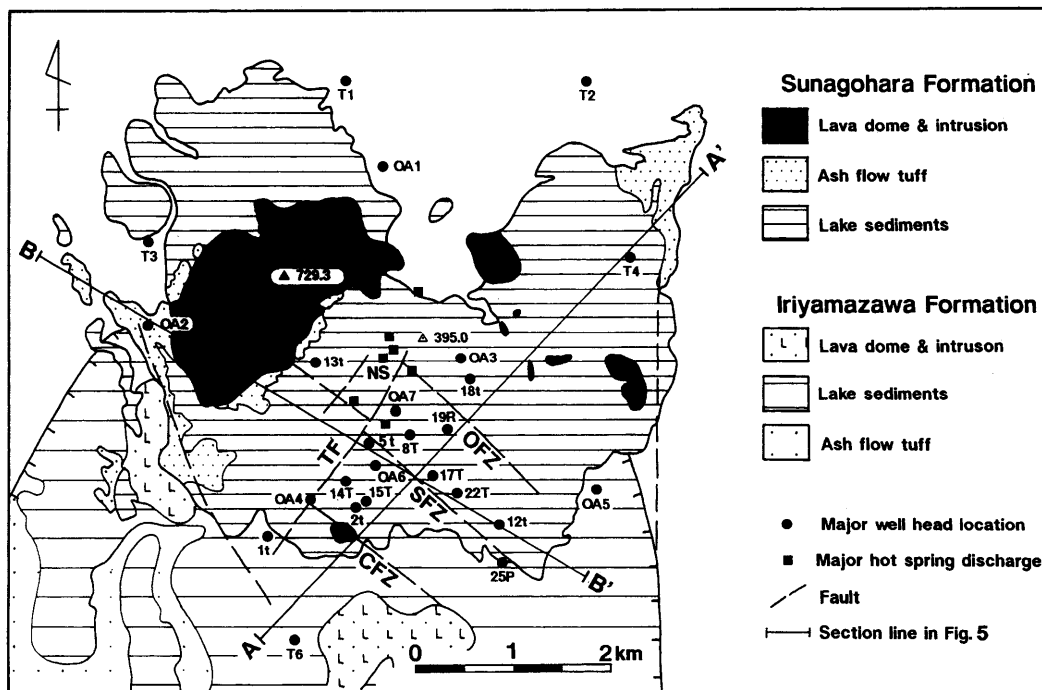 T1
T2
OA1
A'
T3
B
T4
▲ 729.3
OA2
△ 395.0
13t
NS
OA3
18t
OA7
19R
5t
8T
TF
OFZ
OA6
17T
14T
15T
22T
SFZ
OA4
2t
OA5
12t
1t
CFZ
25P
B'
A
T6
0 1 2 km
L
L
L
L
L
L
L
L
L
L
L
L
L
L
Sunagohara Formation
Lava dome & intrusion
Ash flow tuff
Lake sediments
Iriyamazawa Formation
L
Lava dome & intruson
Lake sediments
Ash flow tuff
Major well head location
Major hot spring discharge
Fault
Section line in Fig. 5